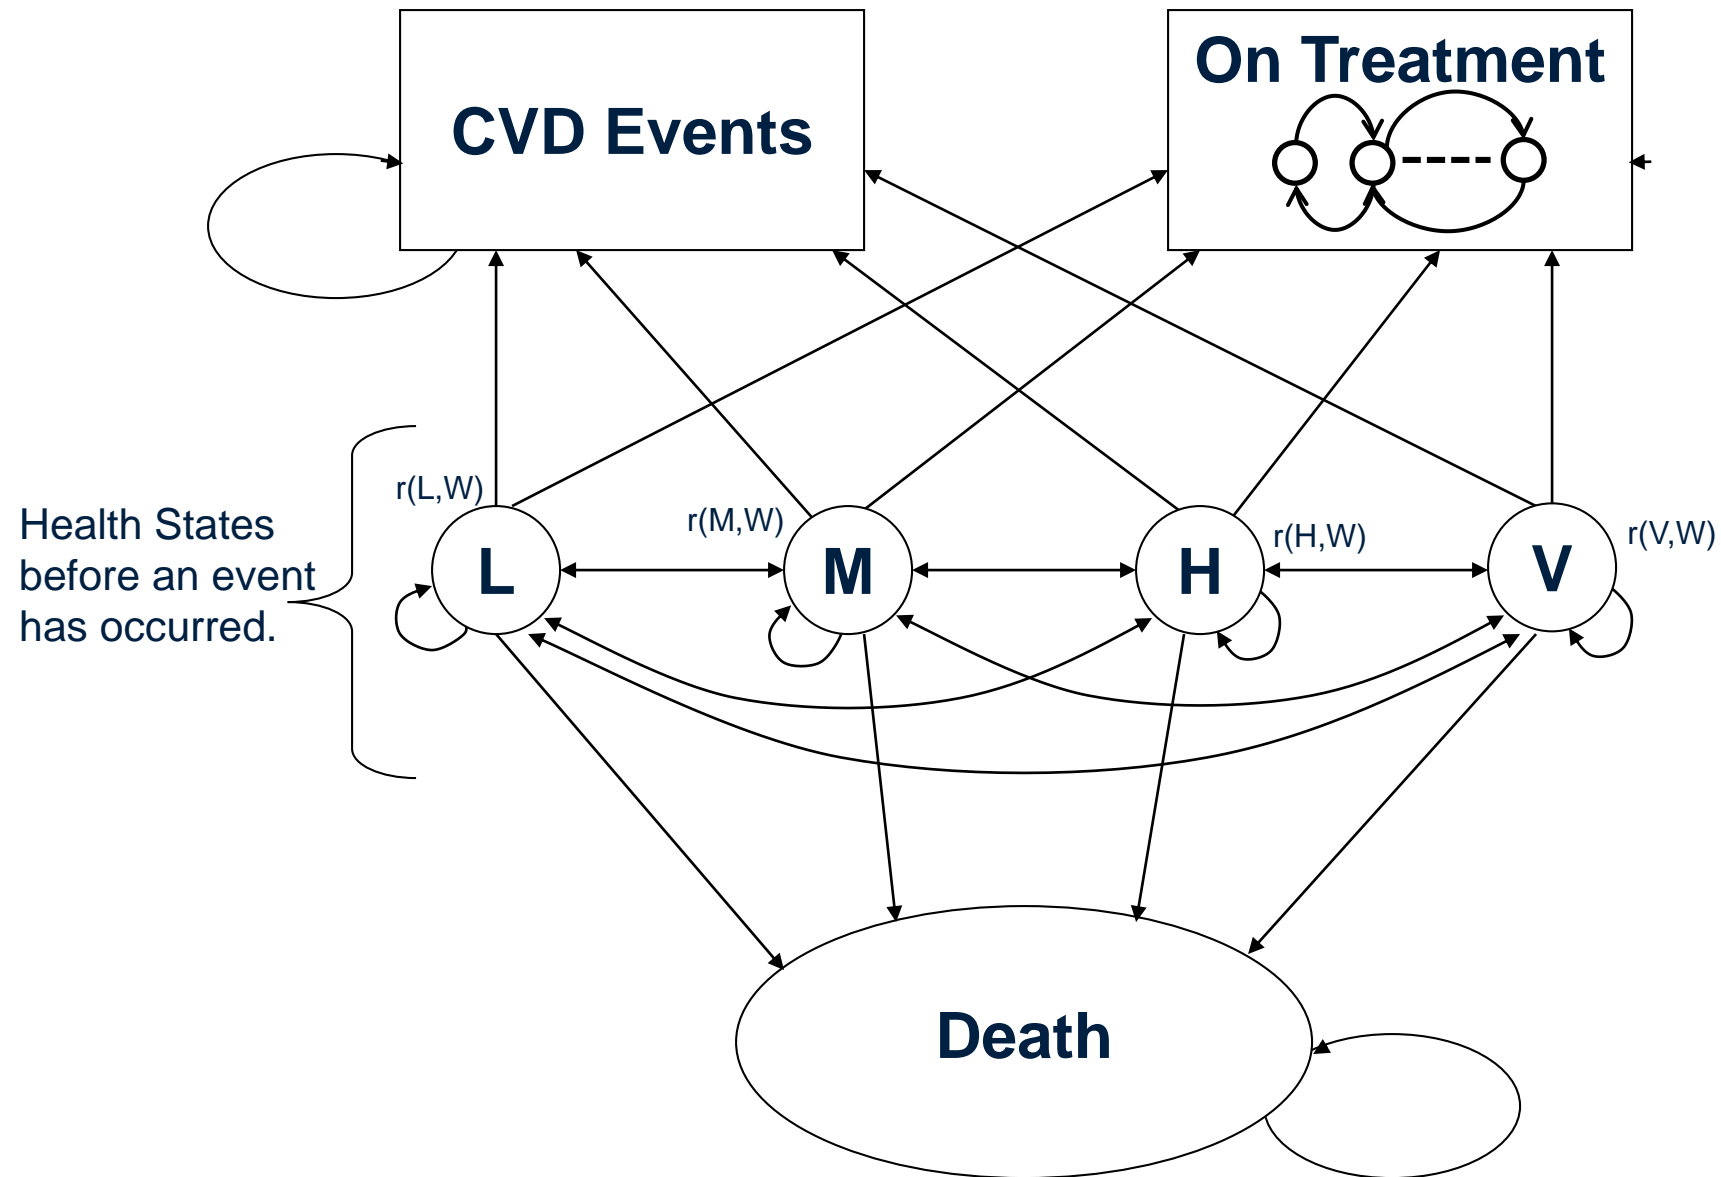 CVD Events
On Treatment
Health States
before an event
has occurred.
r(L,W)
r(M,W)
r(H,W)
r(V,W)
L
M
H
V
Death